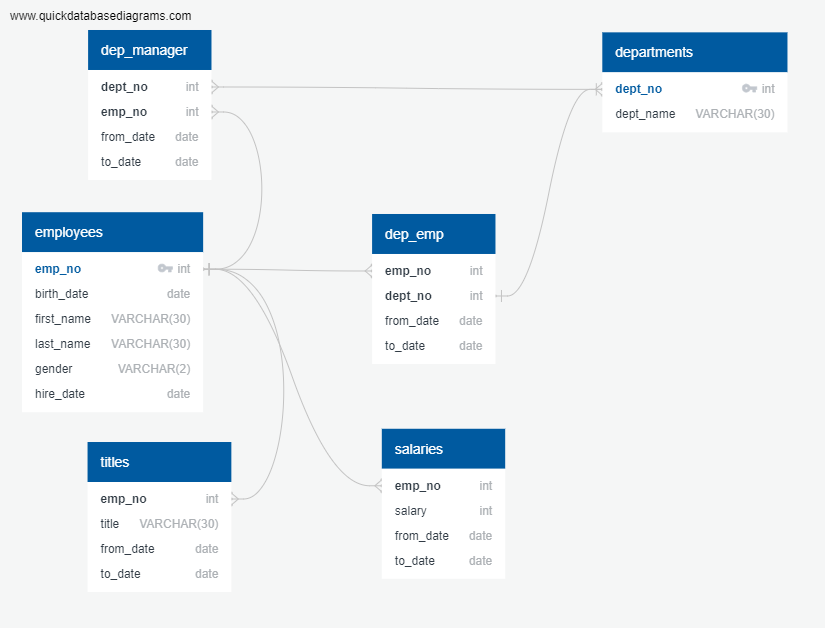 www.quickdatabasediagrams.com
dep_manager
dept_no int
emp_no int
from_date date
to_date date
departments
dept_no int
dept_name VARCHAR(30)
employees
emp_no int
birth_date date
first_name VARCHAR(30)
last_name VARCHAR(30)
gender VARCHAR(2)
hire_date date
dep_emp
emp_no int
dept_no int
from_date date
to_date date
titles
emp_no int
title VARCHAR(30)
from_date date
to_date date
salaries
emp_no int
salary int
from_date date
to_date date